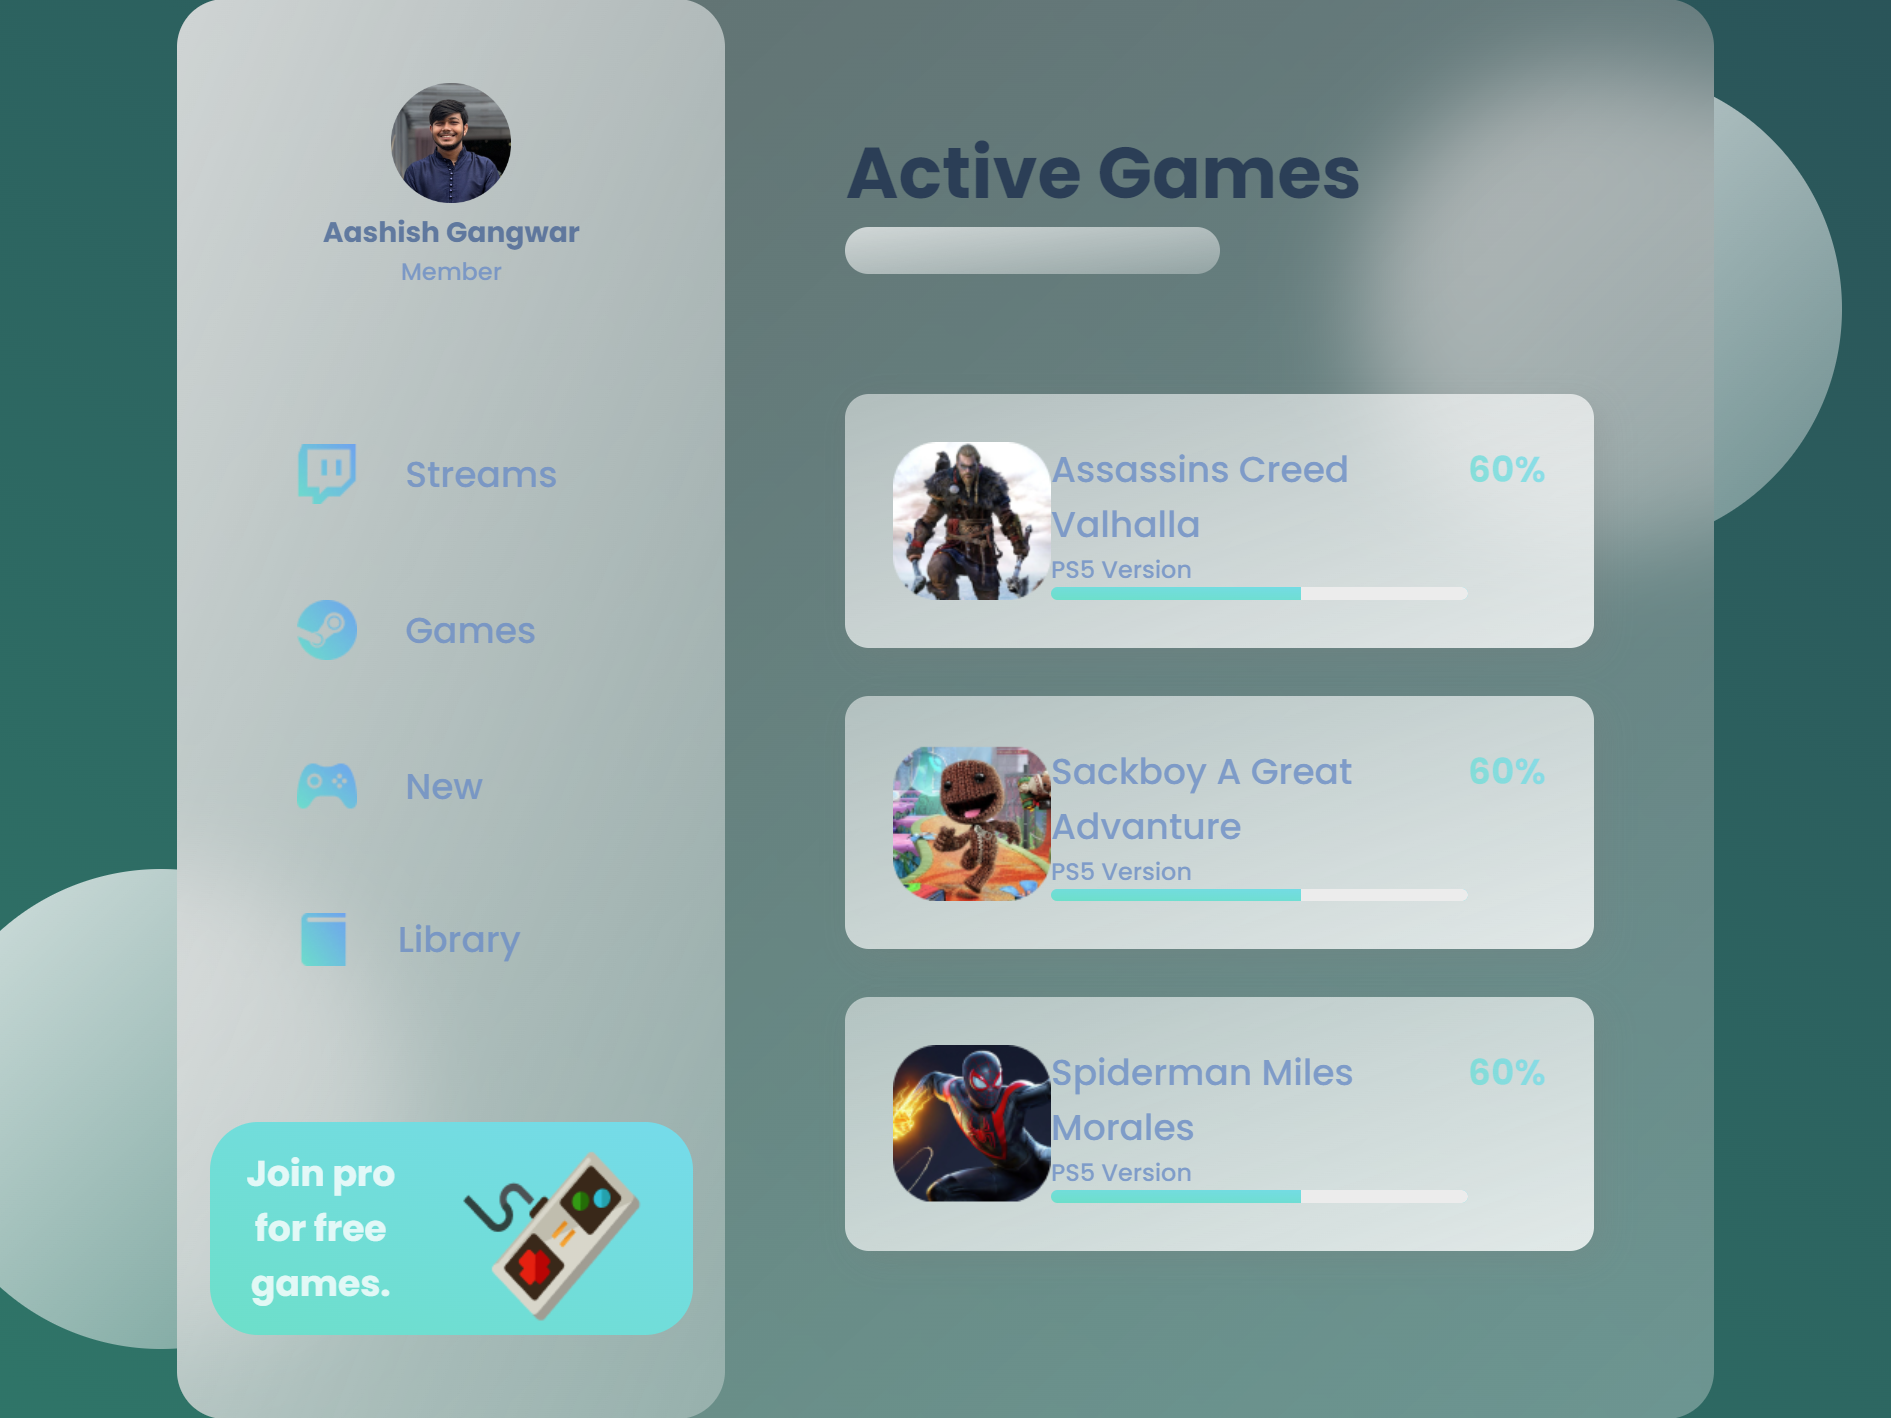 Aashish Gangwar
Member
Streams
Games
New
Library
Join pro
for free
games.
Active Games
Assassins Creed
Valhalla
PS5 Version
60%
Sackboy A Great
Advanture
PS5 Version
60%
Spiderman Miles
Morales
PS5 Version
60%